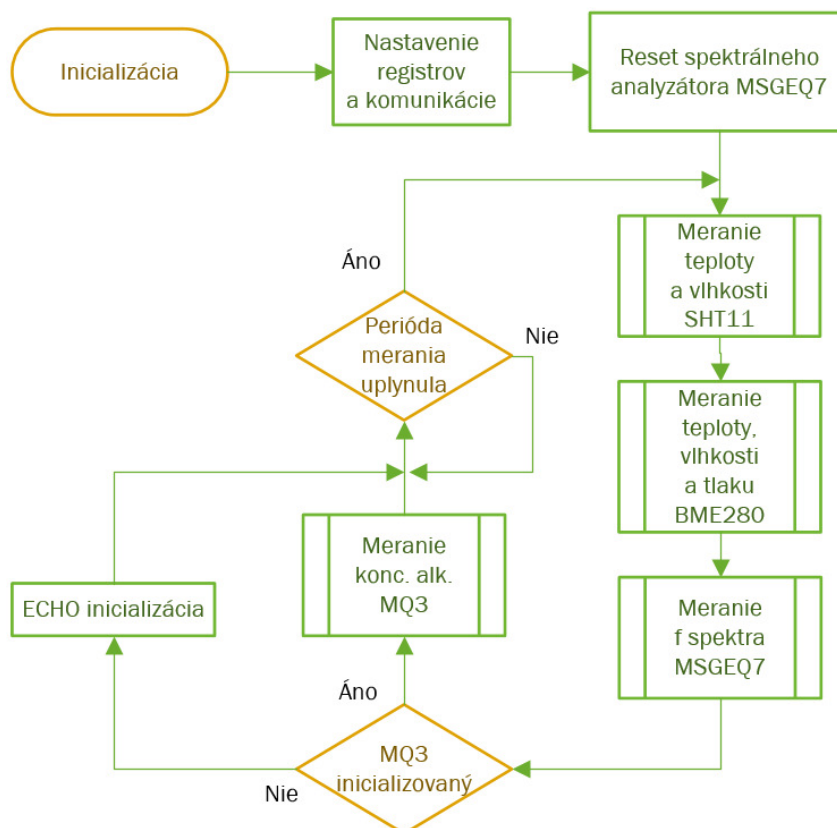 Inicializácia
Nastavenie
registrov
a komunikácie
Reset spektrálneho
analyzátora MSGEQ7
Áno
Meranie
teploty
a vlhkosti
SHT11
Perióda
merania
uplynula
Nie
Meranie
teploty,
vlhkosti
a tlaku
BME280
Meranie
konc. alk.
MQ3
ECHO inicializácia
Meranie
f spektra
MSGEQ7
Áno
MQ3
inicializovaný
Nie